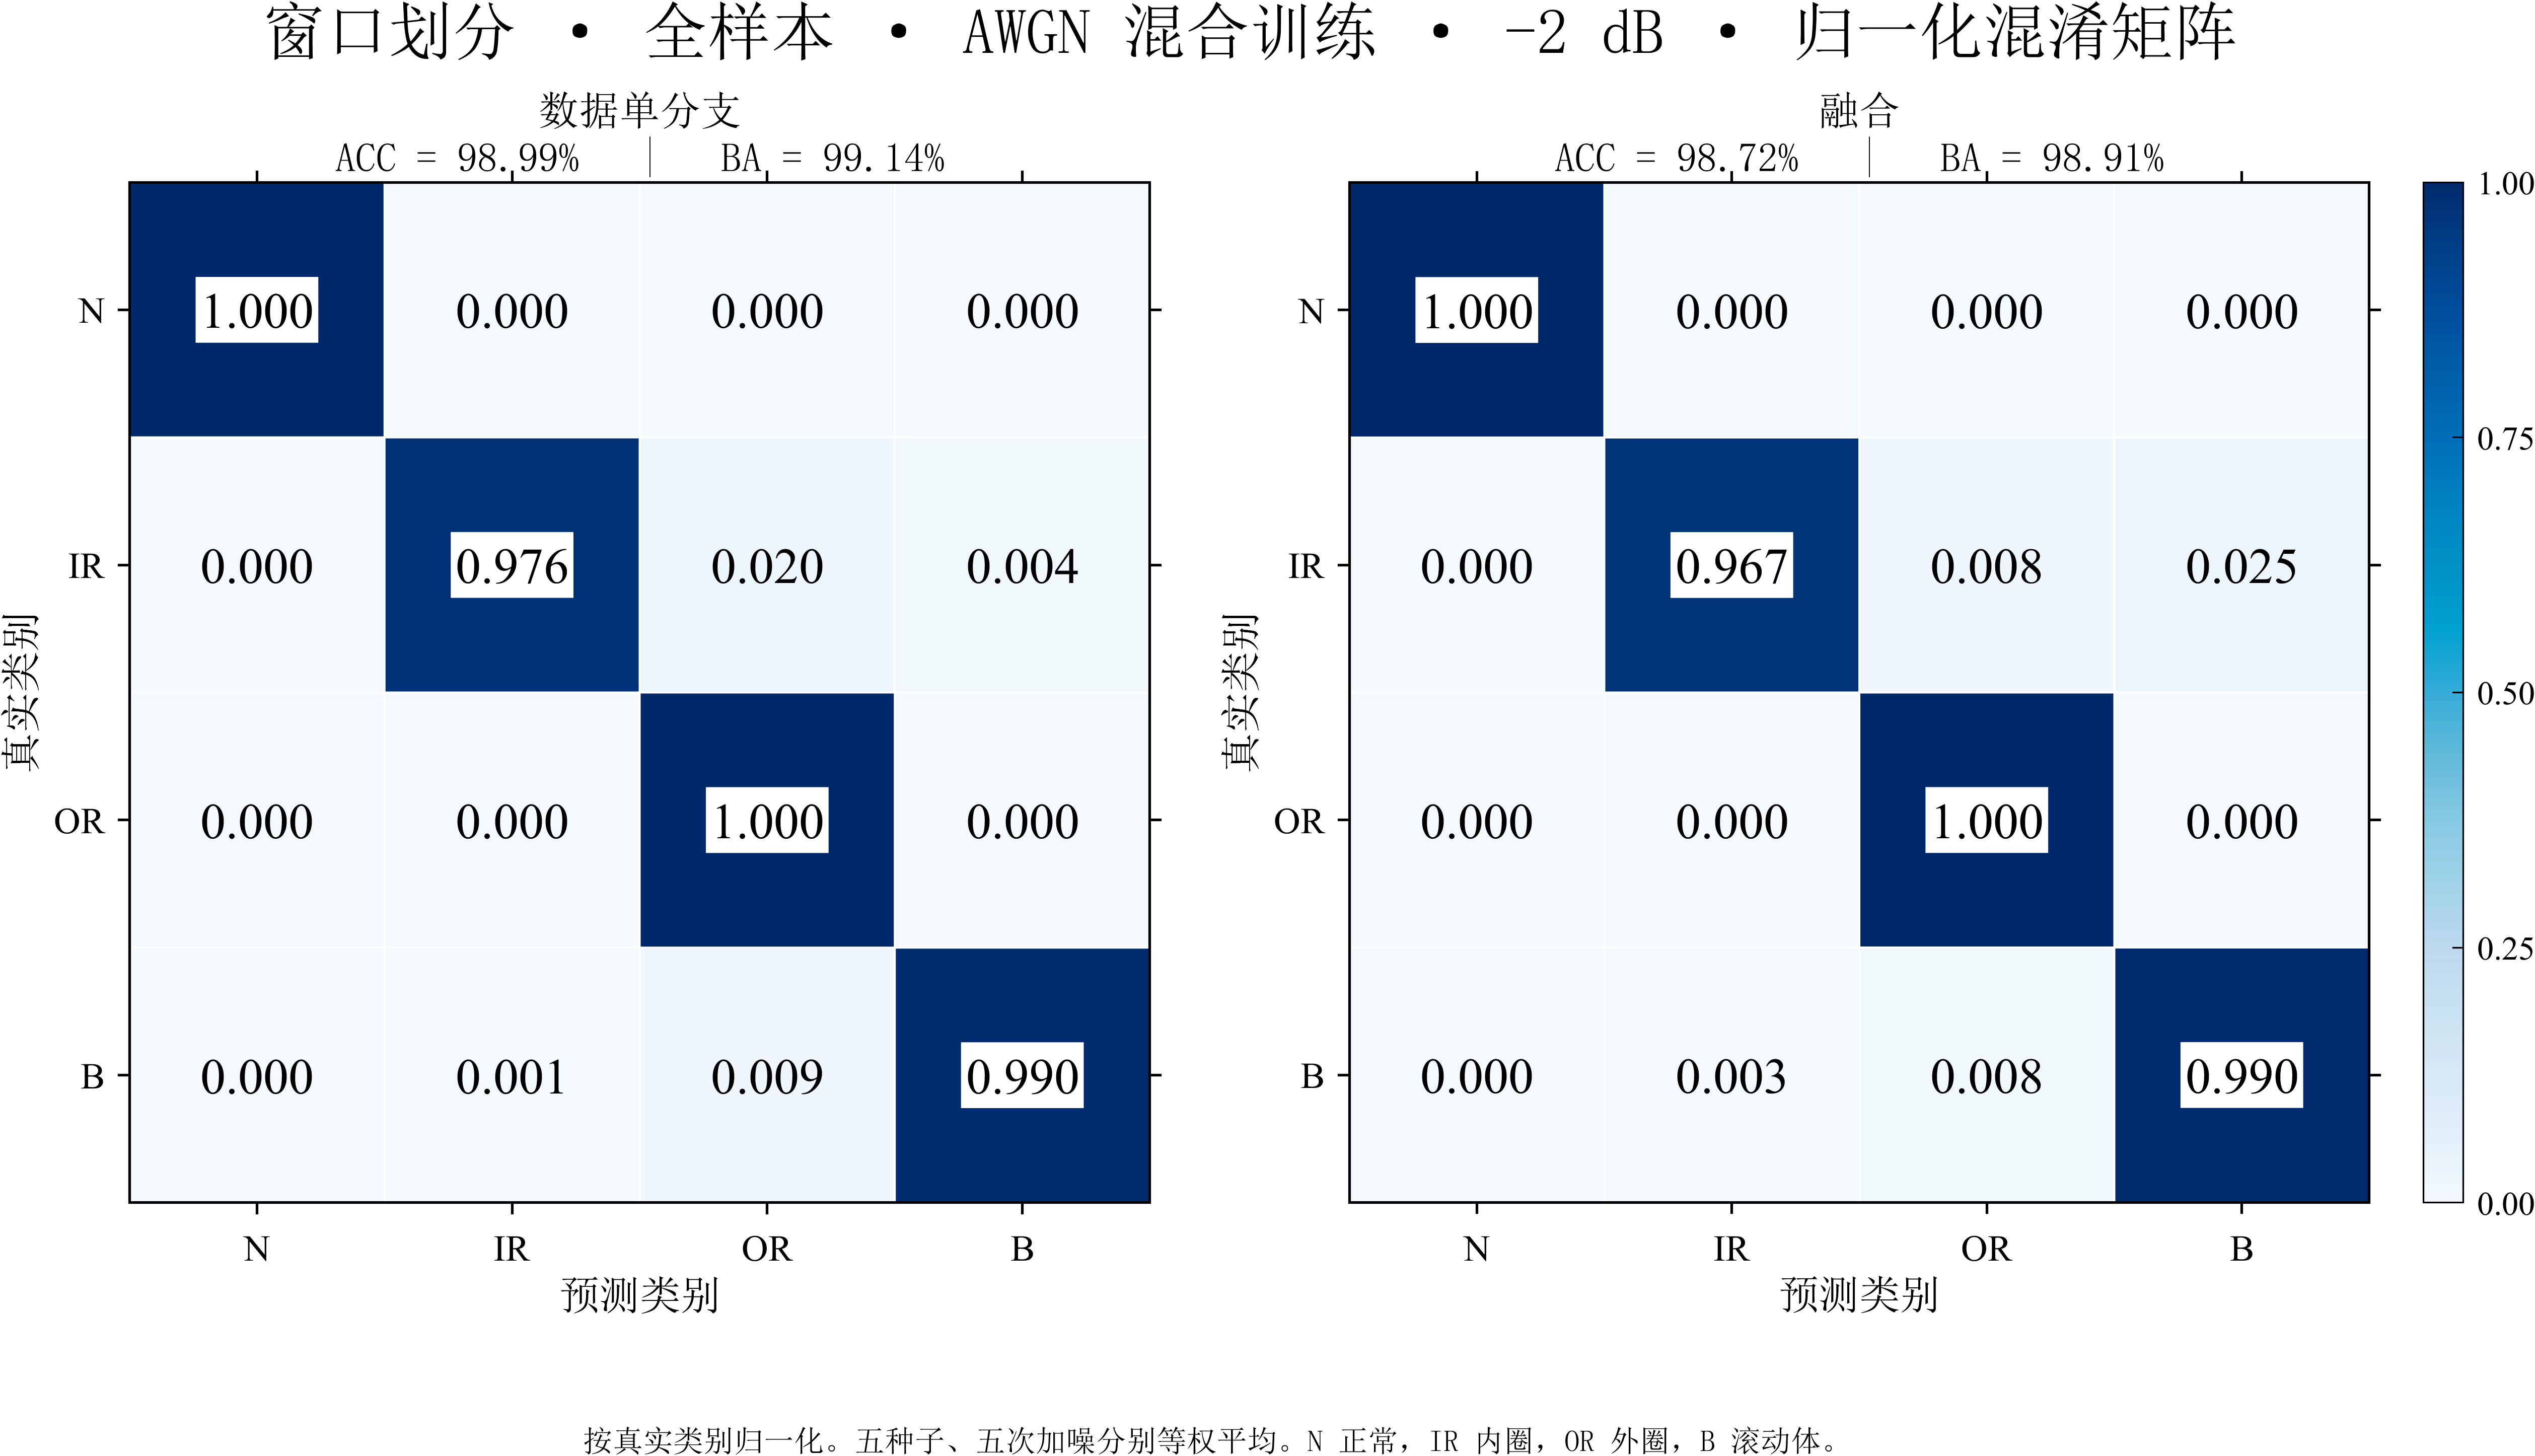 窗口划分 • 全样本 • AWGN 混合训练 • -2 dB • 归一化混淆矩阵
数据单分支
ACC = 98.99% | BA = 99.14%
N 1.000 0.000 0.000 0.000
IR 0.000 0.976 0.020 0.004
OR 0.000 0.000 1.000 0.000
B 0.000 0.001 0.009 0.990
N IR OR B
真实类别
预测类别
融合
ACC = 98.72% | BA = 98.91%
N 1.000 0.000 0.000 0.000
IR 0.000 0.967 0.008 0.025
OR 0.000 0.000 1.000 0.000
B 0.000 0.003 0.008 0.990
N IR OR B
真实类别
预测类别
1.00
0.75
0.50
0.25
0.00
按真实类别归一化。五种子、五次加噪分别等权平均。N 正常，IR 内圈，OR 外圈，B 滚动体。